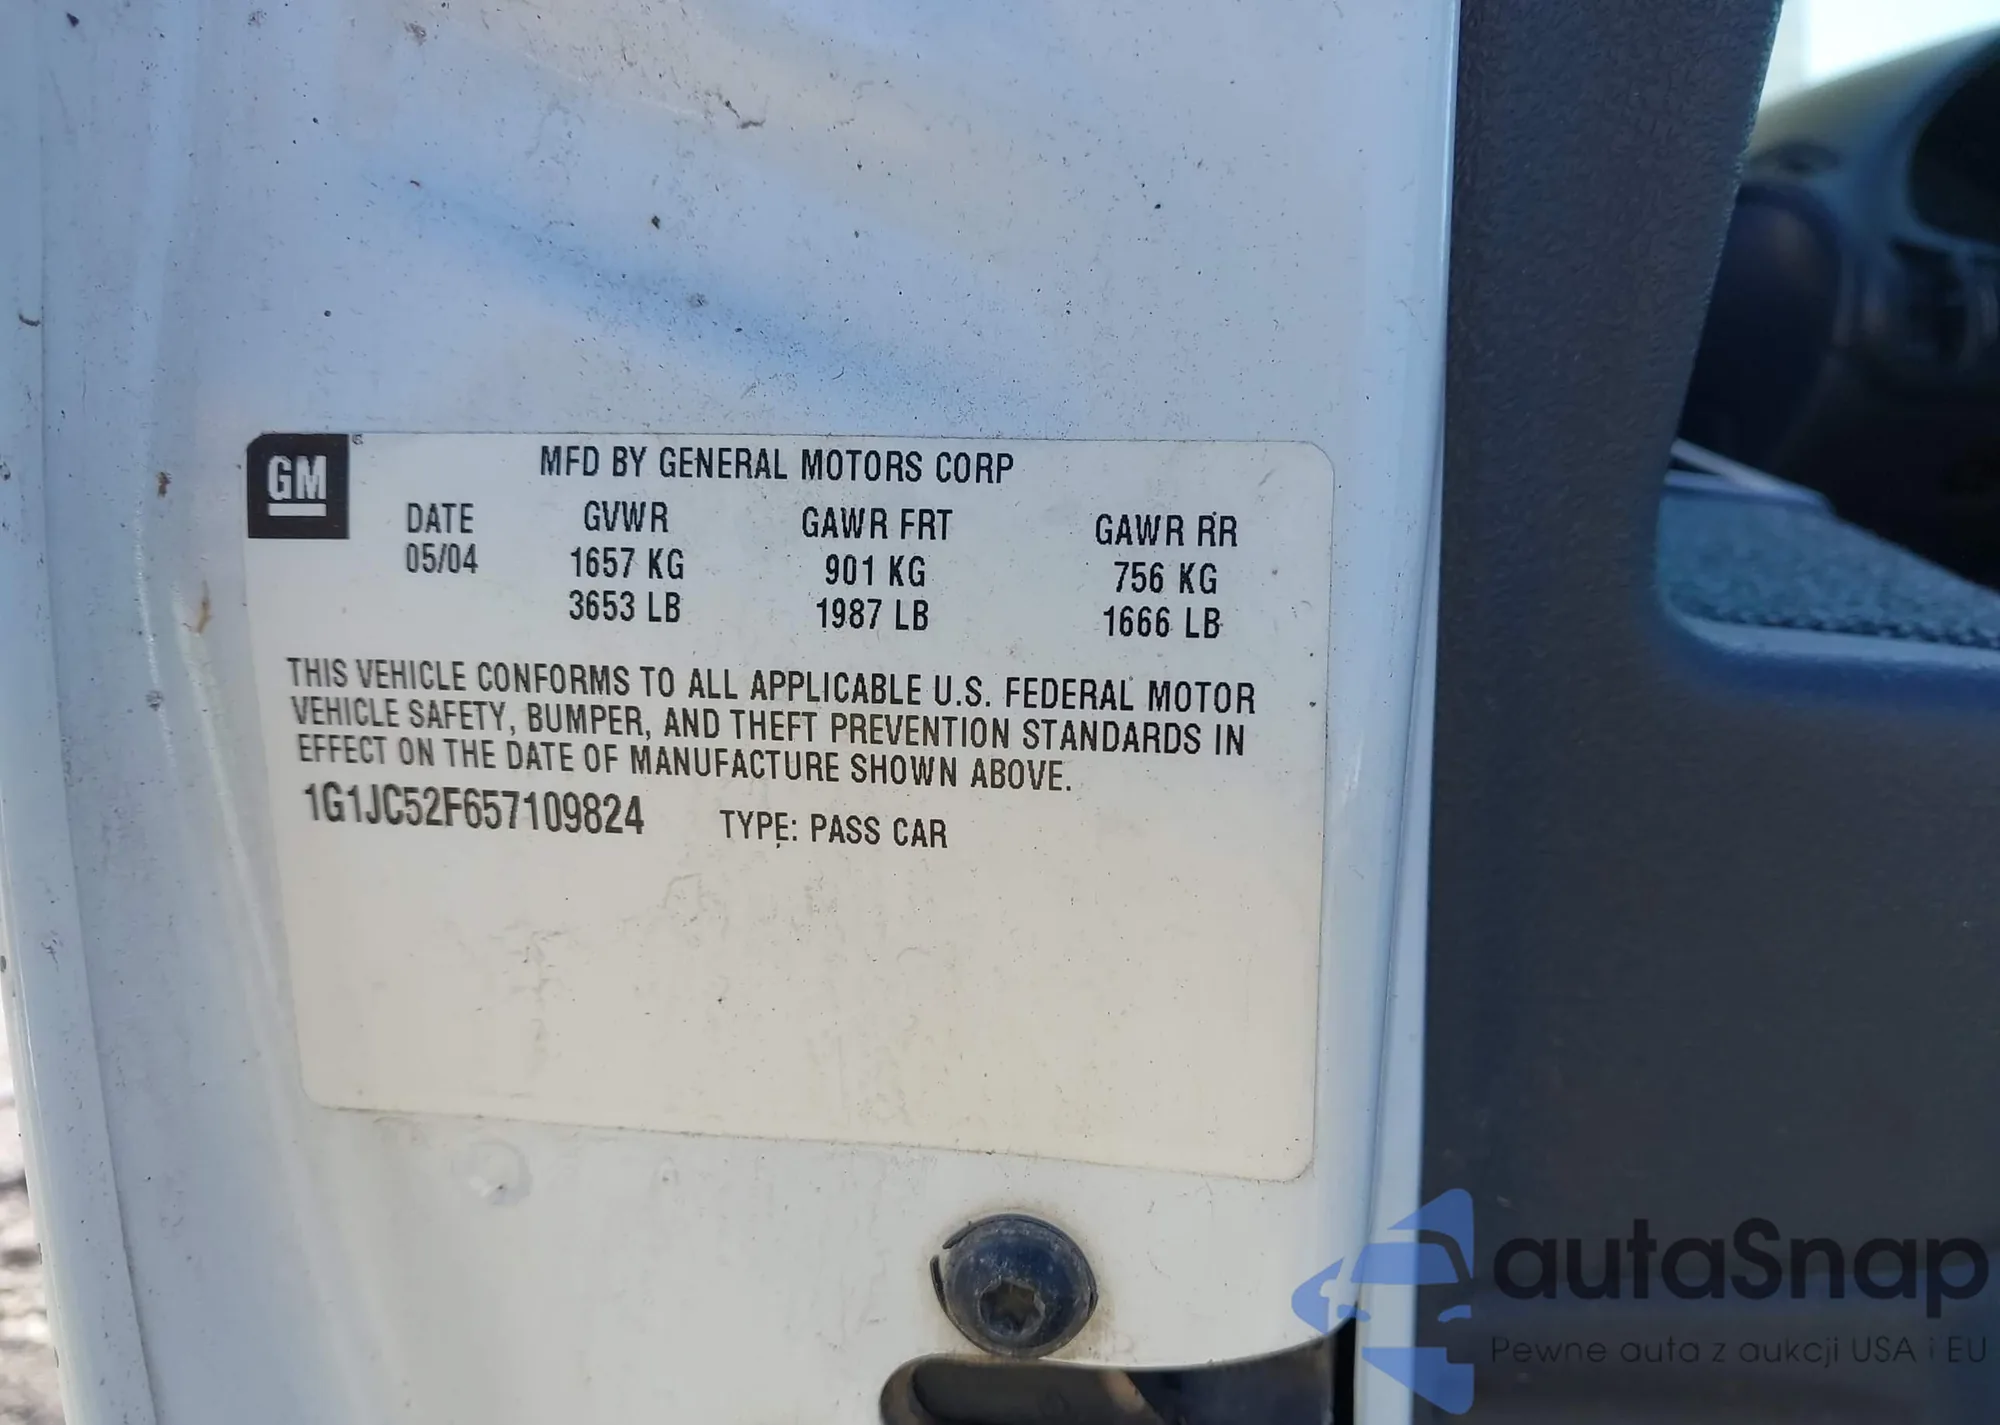 GM
MFD BY GENERAL MOTORS CORP
DATE GVWR GAWR FRT GAWR RR
05/04 1657 KG 901 KG 756 KG
3653 LB 1987 LB 1666 LB
THIS VEHICLE CONFORMS TO ALL APPLICABLE U.S. FEDERAL MOTOR
VEHICLE SAFETY, BUMPER, AND THEFT PREVENTION STANDARDS IN
EFFECT ON THE DATE OF MANUFACTURE SHOWN ABOVE.
1G1JC52F657109824 TYPE: PASS CAR
autaSnap
Pewne auta z aukcji USA i EU